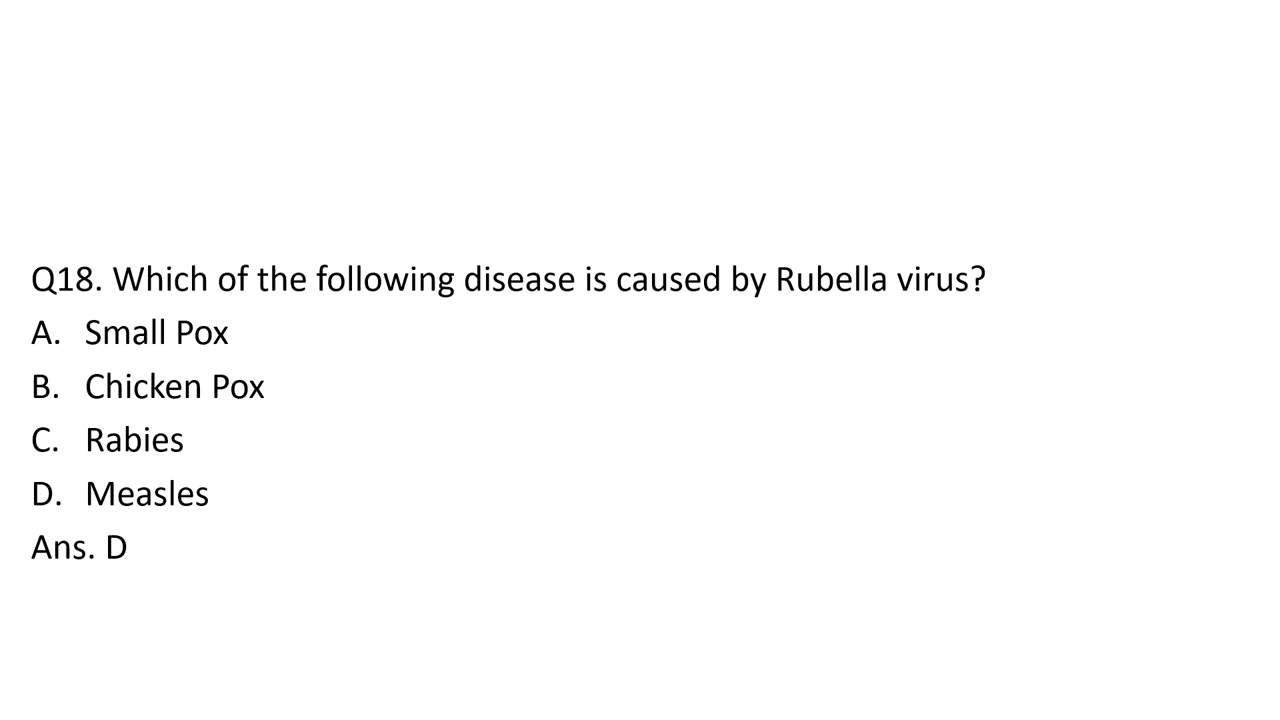 Q18. Which of the following disease is caused by Rubella virus?
A. Small Pox
B. Chicken Pox
C. Rabies
D. Measles
Ans. D